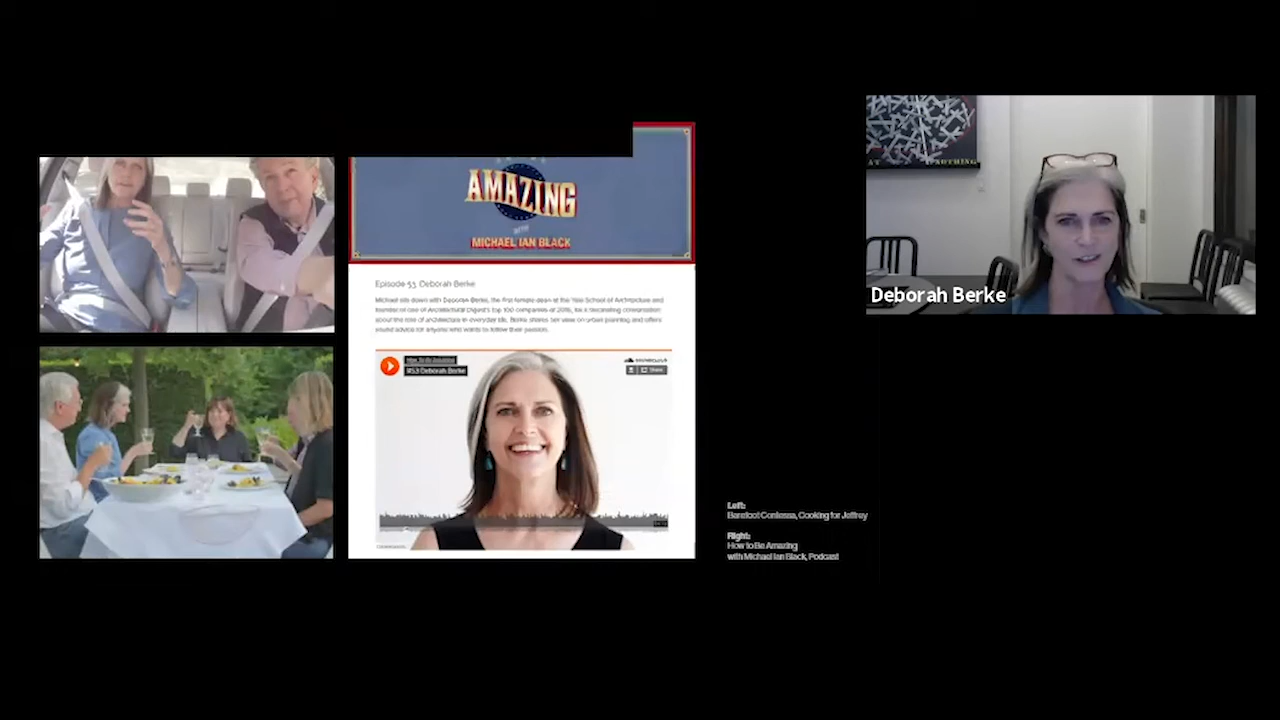 AMAZING
WITH
MICHAEL IAN BLACK
Episode 53: Deborah Berke
Michael sits down with Deborah Berke, the first female dean at the Yale School of Architecture and
founder of one of Architectural Digest's top 100 companies of 2016, for a fascinating conversation
about the role of architecture in everyday life. Berke shares her view on urban planning and offers
sound advice for anyone who wants to follow their passion.
How To Be Amazing
#53 Deborah Berke
SOUNDCLOUD
Share
Left:
Barefoot Contessa, Cooking for Jeffrey
Right:
How to Be Amazing
with Michael Ian Black, Podcast
NOTHING
Deborah Berke